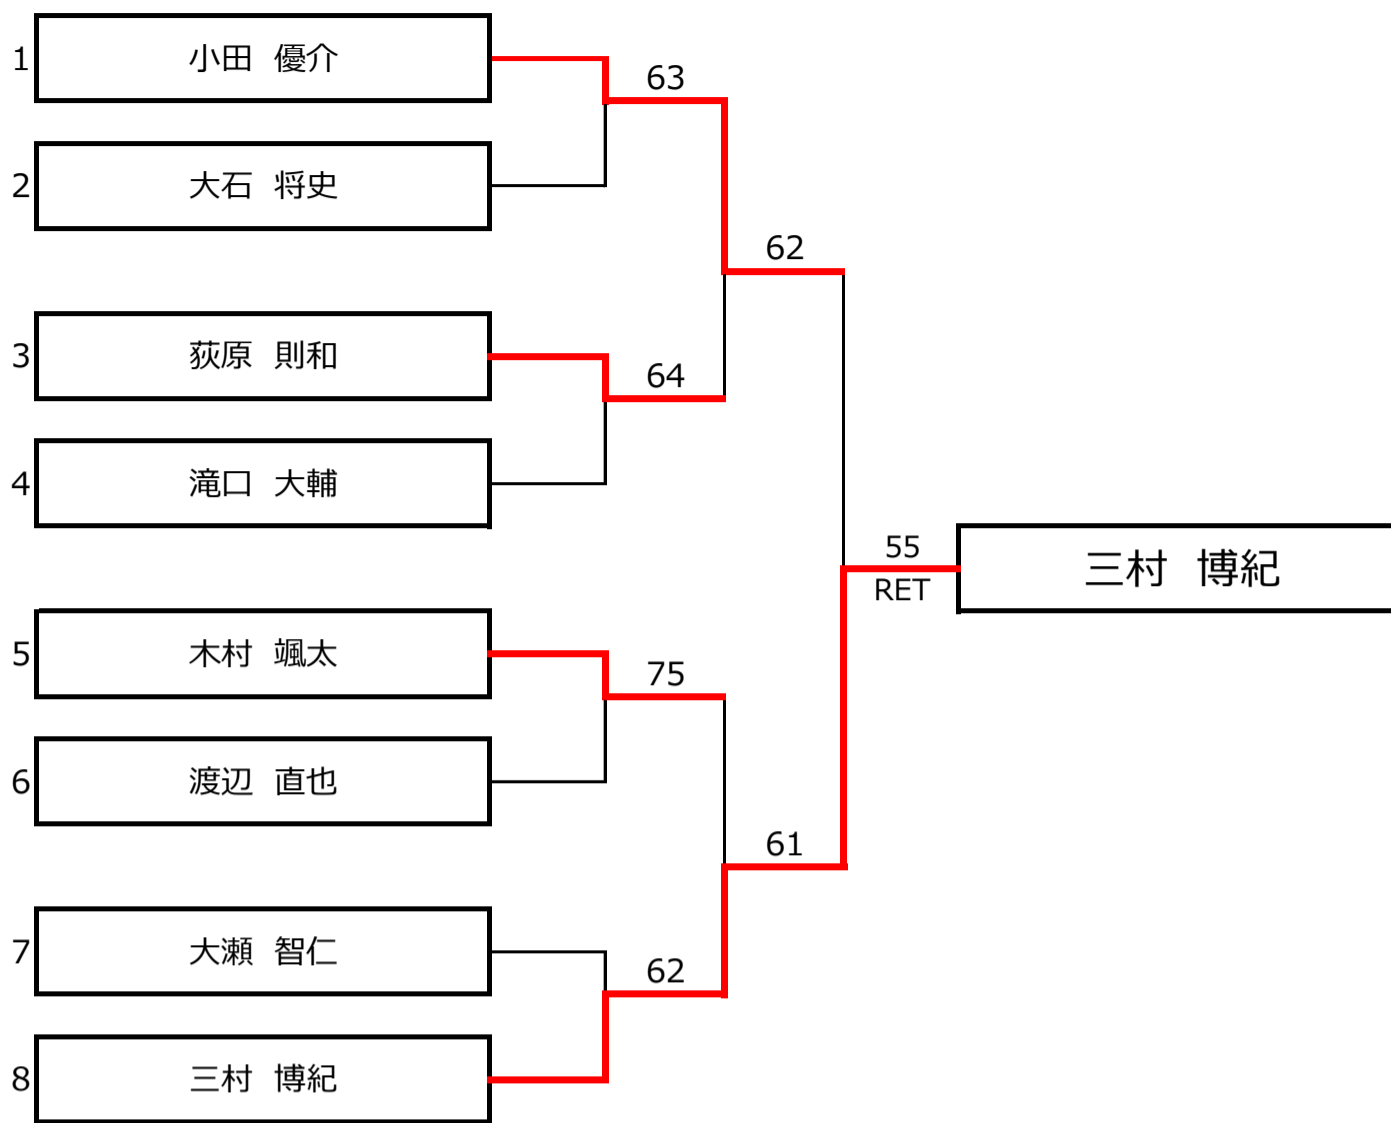 1 小田 優介
63
2 大石 将史
62
3 荻原 則和
64
4 滝口 大輔
55
RET
三村 博紀
5 木村 颯太
75
6 渡辺 直也
61
7 大瀬 智仁
62
8 三村 博紀